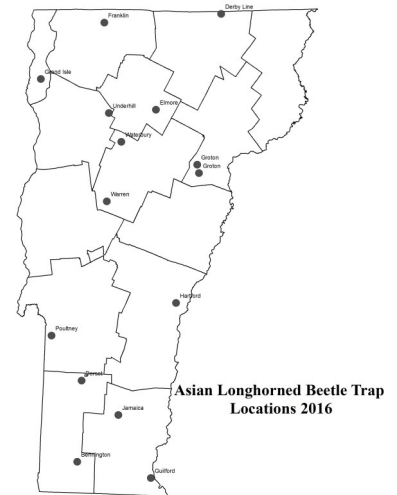 Derby Line
Franklin
Grand Isle
Elmore
Underhill
Waterbury
Groton
Groton
Warren
Hartford
Poultney
Dorset
Asian Longhorned Beetle Trap
Locations 2016
Jamaica
Bennington
Guilford